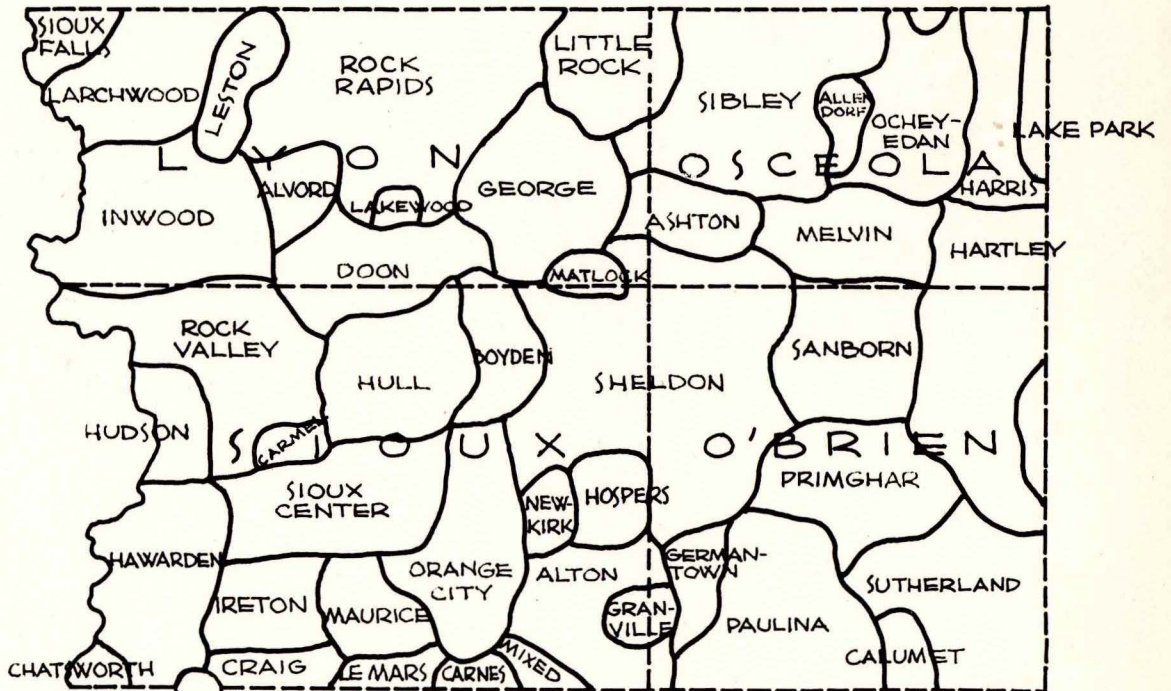 SIOUX
FALLS
LARCHWOOD
LESTON
ROCK
RAPIDS
LITTLE
ROCK
SIBLEY
ALLEN
DORF
OCHEY-
EDAN
LAKE PARK
LYON
OSCEOLA
HARRIS
ALVORD
LAKEWOOD
GEORGE
INWOOD
ASHTON
MELVIN
HARTLEY
DOON
MATLOCK
ROCK
VALLEY
HULL
BOYDEN
SHELDON
SANBORN
HUDSON
CARMEL
SIOUX
O'BRIEN
SIOUX
CENTER
NEW-
KIRK
HOSPERS
PRIMGHAR
HAWARDEN
ORANGE
CITY
ALTON
GERMAN-
TOWN
SUTHERLAND
IRETON
MAURICE
GRAN-
VILLE
PAULINA
CALUMET
CHATSWORTH
CRAIG
LE MARS
CARNES
MIXED